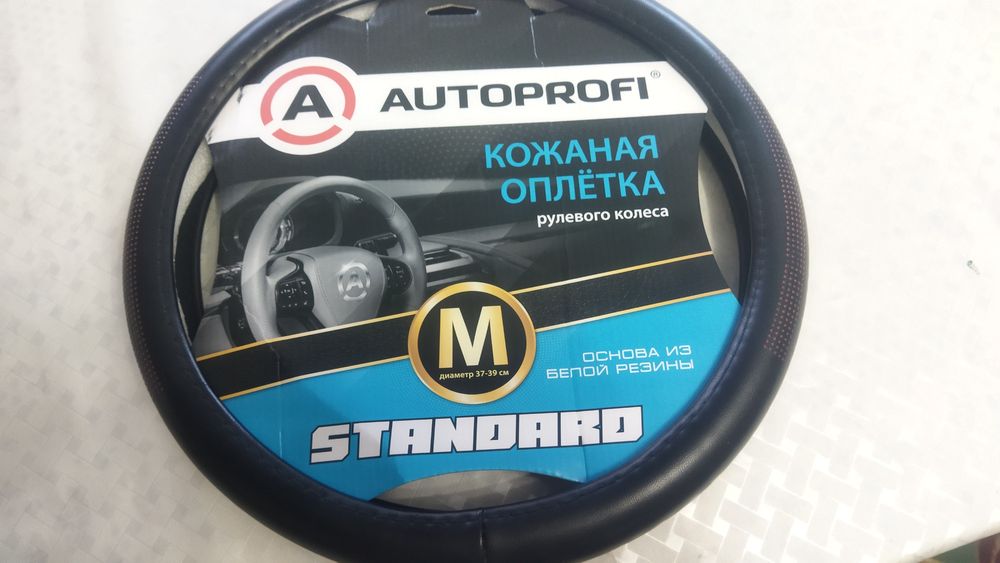 A AUTOPROFI®
КОЖАНАЯ
ОПЛЁТКА
рулевого колеса
A
M
диаметр 37-39 см
ОСНОВА ИЗ
БЕЛОЙ РЕЗИНЫ
STANDARD